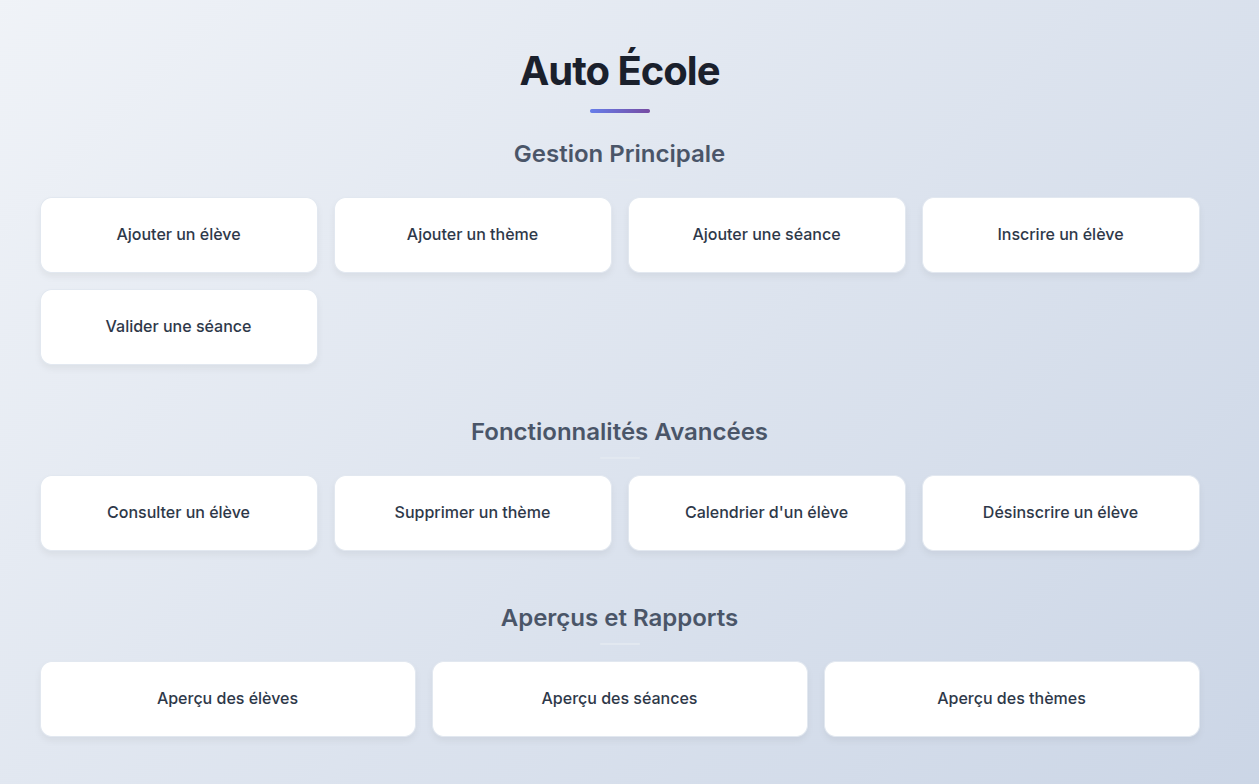 Auto École
Gestion Principale
Ajouter un élève
Ajouter un thème
Ajouter une séance
Inscrire un élève
Valider une séance
Fonctionnalités Avancées
Consulter un élève
Supprimer un thème
Calendrier d'un élève
Désinscrire un élève
Aperçus et Rapports
Aperçu des élèves
Aperçu des séances
Aperçu des thèmes